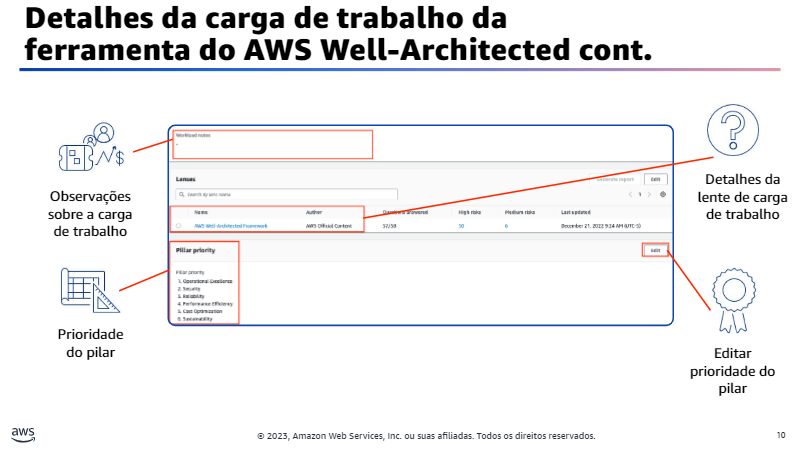 Detalhes da carga de trabalho da
ferramenta do AWS Well-Architected cont.
Observações
sobre a carga
de trabalho
Prioridade
do pilar
Workload notes
-
Lenses
Generate report
Edit
Search by lens name
1
Name Author Questions answered High risks Medium risks Last updated
AWS Well-Architected Framework AWS Official Content 57/58 50 6 December 21, 2022 9:24 AM (UTC-5)
Pillar priority
Edit
Pillar priority
1. Operational Excellence
2. Security
3. Reliability
4. Performance Efficiency
5. Cost Optimization
6. Sustainability
Detalhes da
lente de carga
de trabalho
Editar
prioridade do
pilar
aws
© 2023, Amazon Web Services, Inc. ou suas afiliadas. Todos os direitos reservados.
10